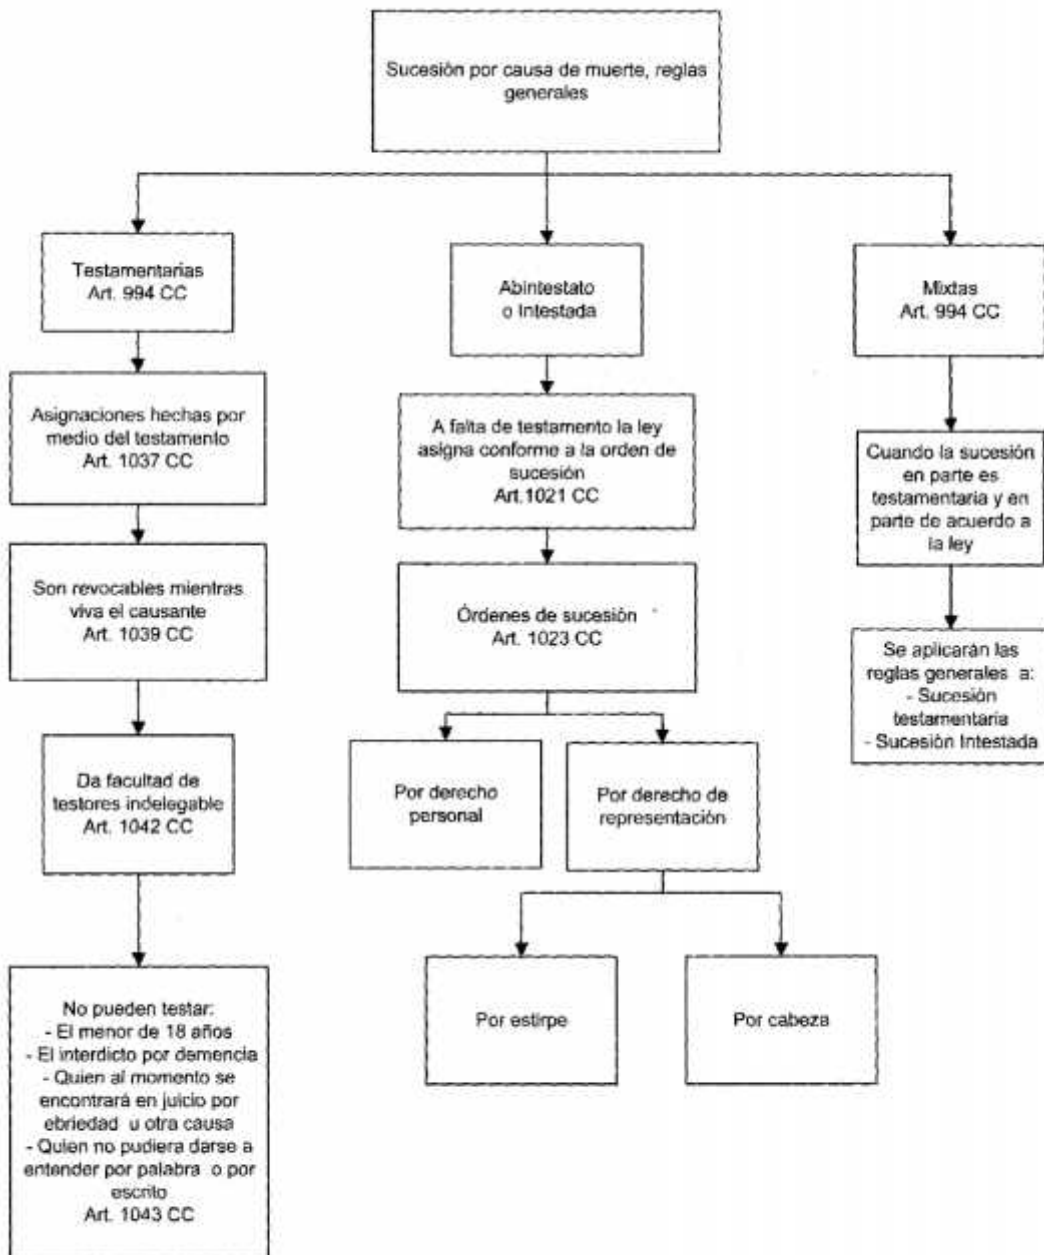 Sucesión por causa de muerte, reglas
generales
Testamentarias
Art. 994 CC
Abintestato
o Intestada
Mixtas
Art. 994 CC
Asignaciones hechas por
medio del testamento
Art. 1037 CC
A falta de testamento la ley
asigna conforme a la orden de
sucesión
Art.1021 CC
Cuando la sucesión
en parte es
testamentaria y en
parte de acuerdo a
la ley
Son revocables mientras
viva el causante
Art. 1039 CC
Órdenes de sucesión
Art. 1023 CC
Se aplicarán las
reglas generales a:
- Sucesión
testamentaria
- Sucesión Intestada
Da facultad de
testores indelegable
Art. 1042 CC
Por derecho
personal
Por derecho de
representación
No pueden testar:
- El menor de 18 años
- El interdicto por demencia
- Quien al momento se
encontrará en juicio por
ebriedad u otra causa
- Quien no pudiera darse a
entender por palabra o por
escrito
Art. 1043 CC
Por estirpe
Por cabeza